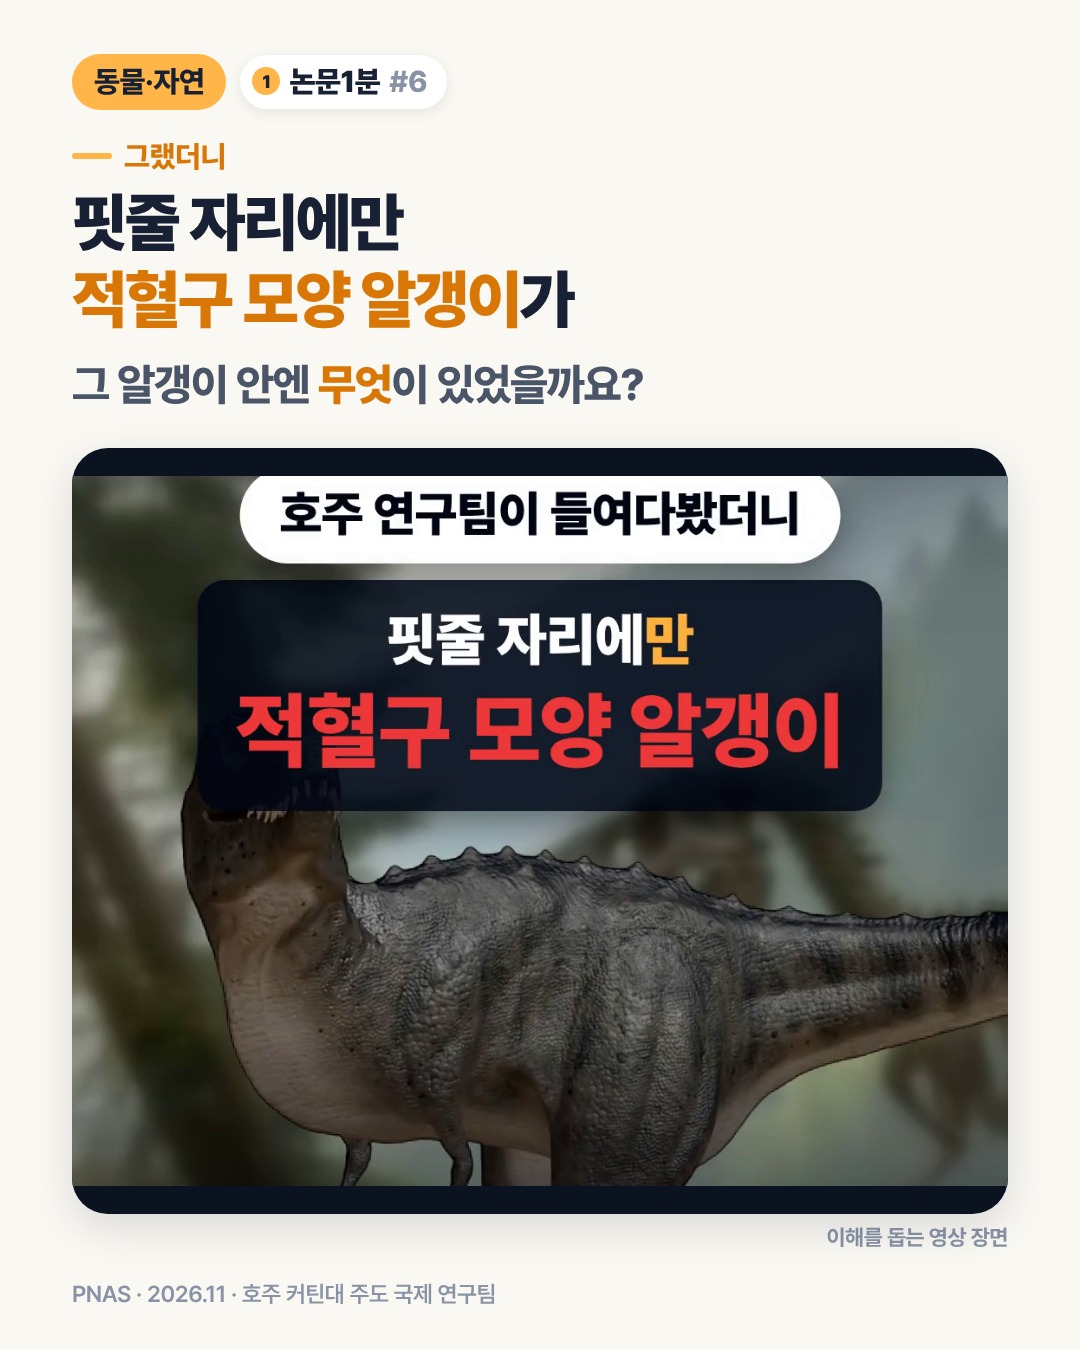 동물·자연
1 논문1분 #6
그랬더니
핏줄 자리에만
적혈구 모양 알갱이가
그 알갱이 안엔 무엇이 있었을까요?
호주 연구팀이 들여다봤더니
핏줄 자리에만
적혈구 모양 알갱이
이해를 돕는 영상 장면
PNAS · 2026.11 · 호주 커틴대 주도 국제 연구팀